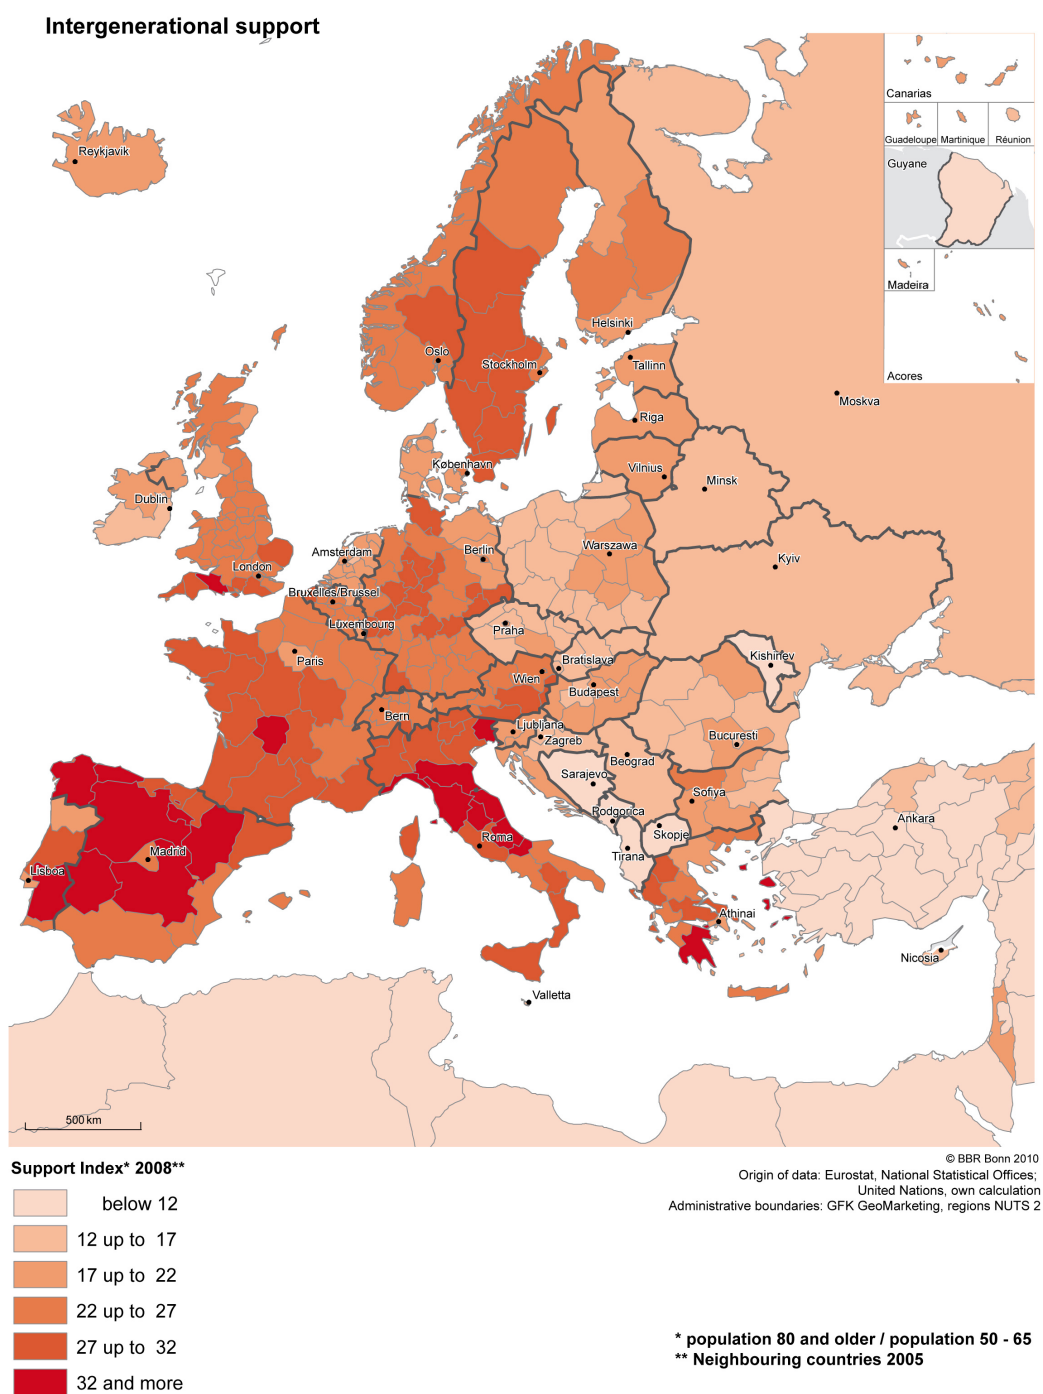 Intergenerational support
Reykjavik
Canarias
Guadeloupe
Martinique
Réunion
Guyane
Madeira
Acores
Helsinki
Oslo
Stockholm
Tallinn
Moskva
Riga
København
Vilnius
Minsk
Dublin
Amsterdam
Berlin
Warszawa
London
Kyiv
Bruxelles/Brussel
Luxembourg
Praha
Paris
Bratislava
Kishinev
Wien
Budapest
Bern
Ljubljana
Zagreb
Bucuresti
Beograd
Sarajevo
Sofiya
Podgorica
Ankara
Skopje
Roma
Madrid
Tirana
Lisboa
Athinai
Nicosia
Valletta
500 km
© BBR Bonn 2010
Origin of data: Eurostat, National Statistical Offices;
United Nations, own calculation
Administrative boundaries: GFK GeoMarketing, regions NUTS 2
Support Index* 2008**
below 12
12 up to 17
17 up to 22
22 up to 27
27 up to 32
32 and more
* population 80 and older / population 50 - 65
** Neighbouring countries 2005